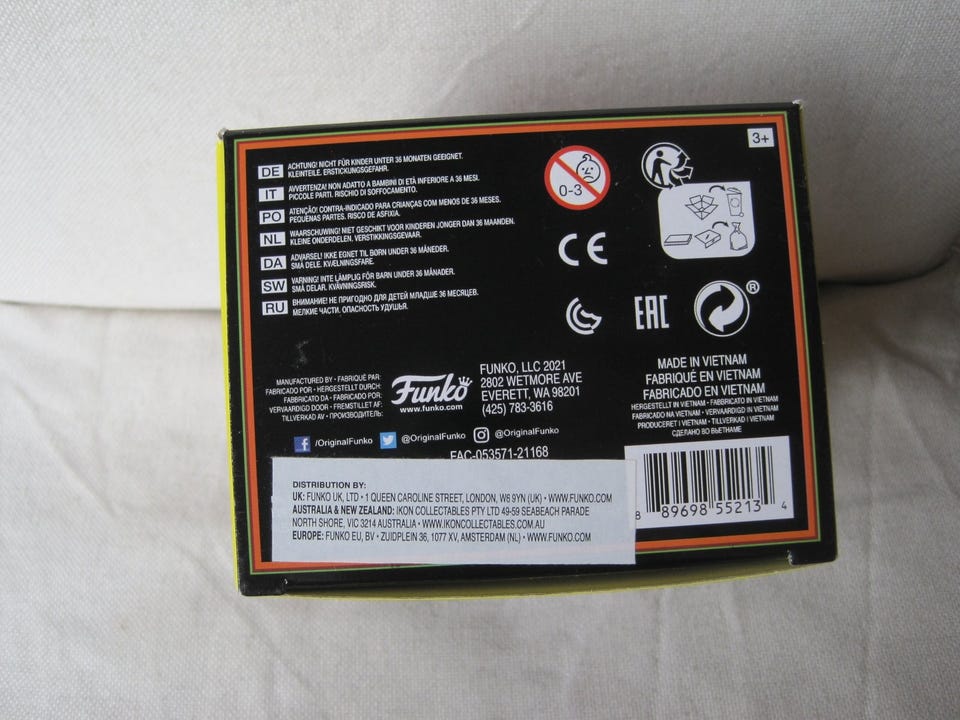 3+
DE ACHTUNG! NICHT FÜR KINDER UNTER 36 MONATEN GEEIGNET.
KLEINTEILE. ERSTICKUNGSGEFAHR.
IT AVVERTENZA! NON ADATTO A BAMBINI DI ETÀ INFERIORE A 36 MESI.
PICCOLE PARTI. RISCHIO DI SOFFOCAMENTO.
PO ATENÇÃO! CONTRA-INDICADO PARA CRIANÇAS COM MENOS DE 36 MESES.
PEQUENAS PARTES. RISCO DE ASFIXIA.
NL WAARSCHUWING! NIET GESCHIKT VOOR KINDEREN JONGER DAN 36 MAANDEN.
KLEINE ONDERDELEN. VERSTIKKINGSGEVAAR.
DA ADVARSEL! IKKE EGNET TIL BØRN UNDER 36 MÅNEDER.
SMÅ DELE. KVÆLNINGSFARE.
SW VARNING! INTE LÄMPLIG FÖR BARN UNDER 36 MÅNADER.
SMÅ DELAR. KVÄVNINGSRISK.
RU ВНИМАНИЕ! НЕ ПРИГОДНО ДЛЯ ДЕТЕЙ МЛАДШЕ 36 МЕСЯЦЕВ.
МЕЛКИЕ ЧАСТИ. ОПАСНОСТЬ УДУШЬЯ.
0-3
CE
EAC
®
MANUFACTURED BY • FABRIQUÉ PAR:
FABRICADO POR • HERGESTELLT DURCH:
FABBRICATO DA • FABRICADO POR:
VERVAARDIGD DOOR • FREMSTILLET AF:
TILLVERKAD AV • ПРОИЗВОДИТЕЛЬ:
Funko
www.funko.com
FUNKO, LLC 2021
2802 WETMORE AVE
EVERETT, WA 98201
(425) 783-3616
/OriginalFunko @OriginalFunko @OriginalFunko
FAC-053571-21168
MADE IN VIETNAM
FABRIQUÉ EN VIETNAM
FABRICADO EN VIETNAM
HERGESTELLT IN VIETNAM • FABBRICATO IN VIETNAM
FABRICADO NA VIETNAM • VERVAARDIGD IN VIETNAM
PRODUCERET I VIETNAM • TILLVERKAD I VIETNAM
СДЕЛАНО ВО ВЬЕТНАМЕ
8 89698 55213 4
DISTRIBUTION BY:
UK: FUNKO UK, LTD • 1 QUEEN CAROLINE STREET, LONDON, W6 9YN (UK) • WWW.FUNKO.COM
AUSTRALIA & NEW ZEALAND: IKON COLLECTABLES PTY LTD 49-59 SEABEACH PARADE
NORTH SHORE, VIC 3214 AUSTRALIA • WWW.IKONCOLLECTABLES.COM.AU
EUROPE: FUNKO EU, BV • ZUIDPLEIN 36, 1077 XV, AMSTERDAM (NL) • WWW.FUNKO.COM